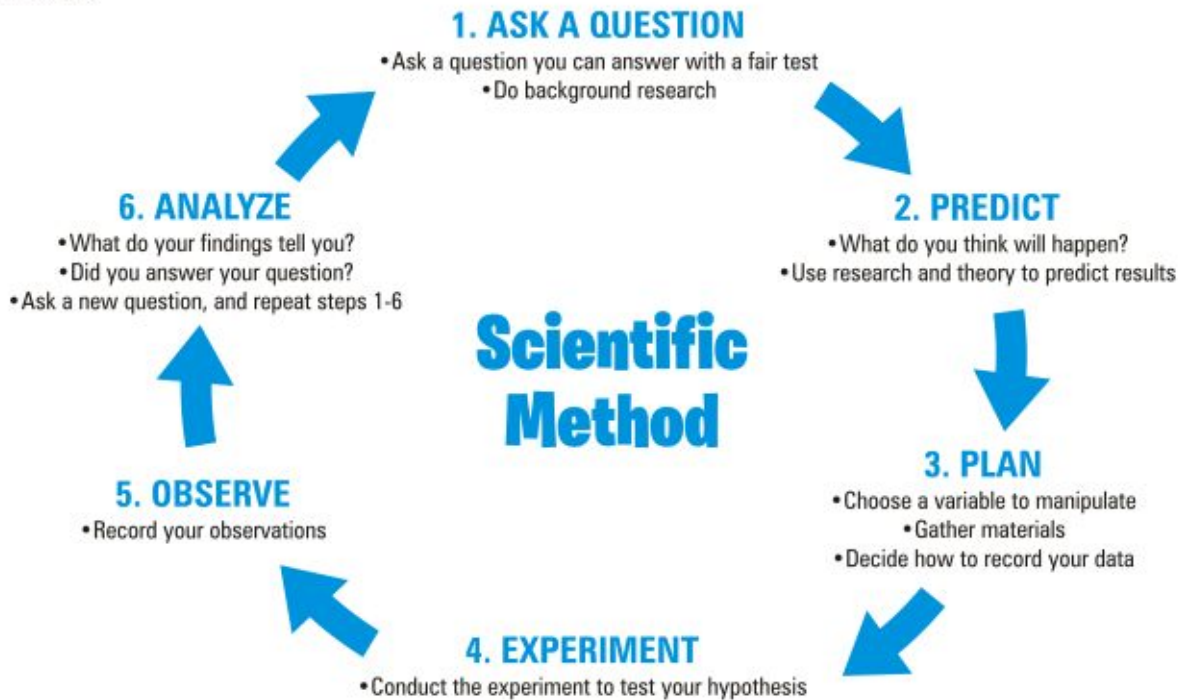 1. ASK A QUESTION
•Ask a question you can answer with a fair test
•Do background research
2. PREDICT
•What do you think will happen?
•Use research and theory to predict results
3. PLAN
•Choose a variable to manipulate
•Gather materials
•Decide how to record your data
4. EXPERIMENT
•Conduct the experiment to test your hypothesis
5. OBSERVE
•Record your observations
6. ANALYZE
•What do your findings tell you?
•Did you answer your question?
•Ask a new question, and repeat steps 1-6
Scientific
Method